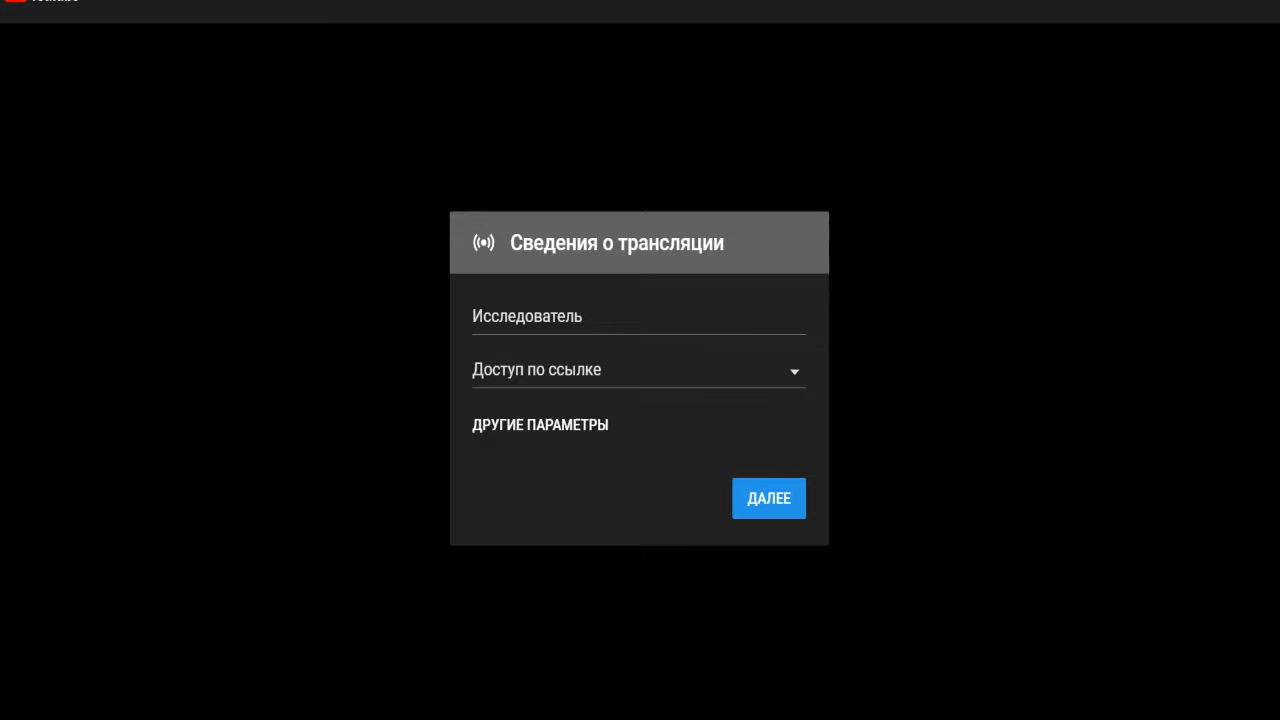 Сведения о трансляции
Исследователь
Доступ по ссылке
ДРУГИЕ ПАРАМЕТРЫ
ДАЛЕЕ